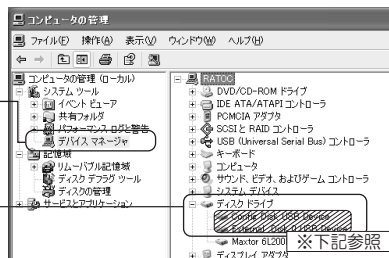 コンピュータの管理
ファイル(F) 操作(A) 表示(V) ウィンドウ(W) ヘルプ(H)
コンピュータの管理 (ローカル)
システム ツール
イベント ビューア
共有フォルダ
パフォーマンス ログと警告
デバイス マネージャ
記憶域
リムーバブル記憶域
ディスク デフラグ ツール
ディスクの管理
サービスとアプリケーション
RATOC
DVD/CD-ROM ドライブ
IDE ATA/ATAPI コントローラ
PCMCIA アダプタ
SCSI と RAID コントローラ
USB (Universal Serial Bus) コントローラ
キーボード
コンピュータ
サウンド、ビデオ、およびゲーム コントローラ
システム デバイス
ディスク ドライブ
Config Disk USB Device
External Disk 0 USB Device
Maxtor 6L200
ディスプレイ アダプタ
※下記参照